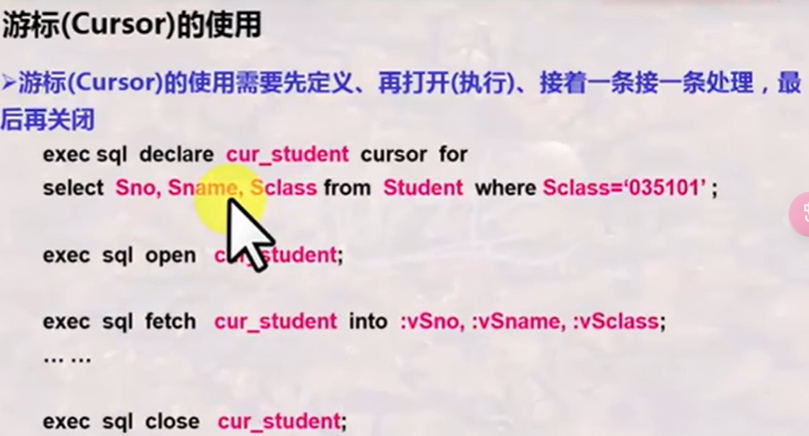 游标(Cursor)的使用
➢游标(Cursor)的使用需要先定义、再打开(执行)、接着一条接一条处理，最
后再关闭
exec sql declare cur_student cursor for
select Sno, Sname, Sclass from Student where Sclass=‘035101’ ;
exec sql open cur_student;
exec sql fetch cur_student into :vSno, :vSname, :vSclass;
… …
exec sql close cur_student;